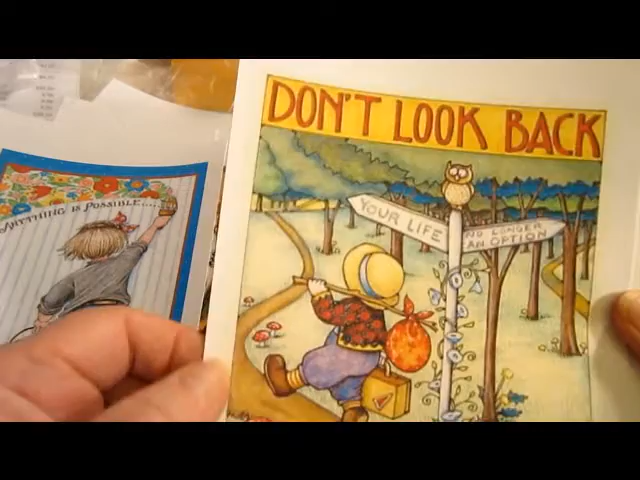 DON'T LOOK BACK
YOUR LIFE
NO LONGER
AN OPTION
ANYTHING IS POSSIBLE.....